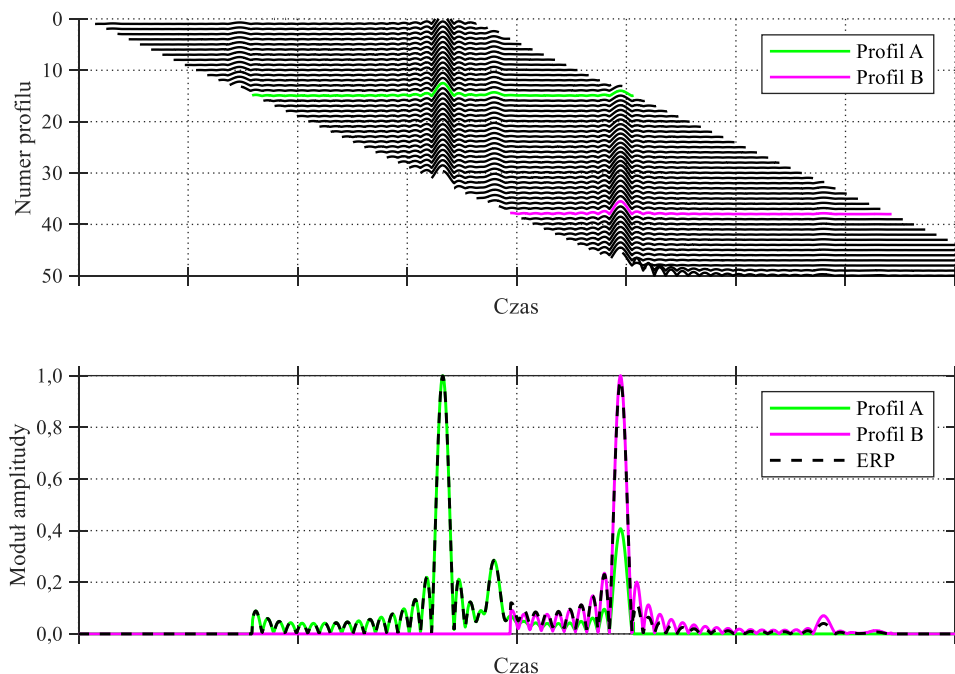 0
10
20
30
40
50
Numer profilu
Czas
Profil A
Profil B
1,0
0,8
0,6
0,4
0,2
0,0
Moduł amplitudy
Czas
Profil A
Profil B
ERP